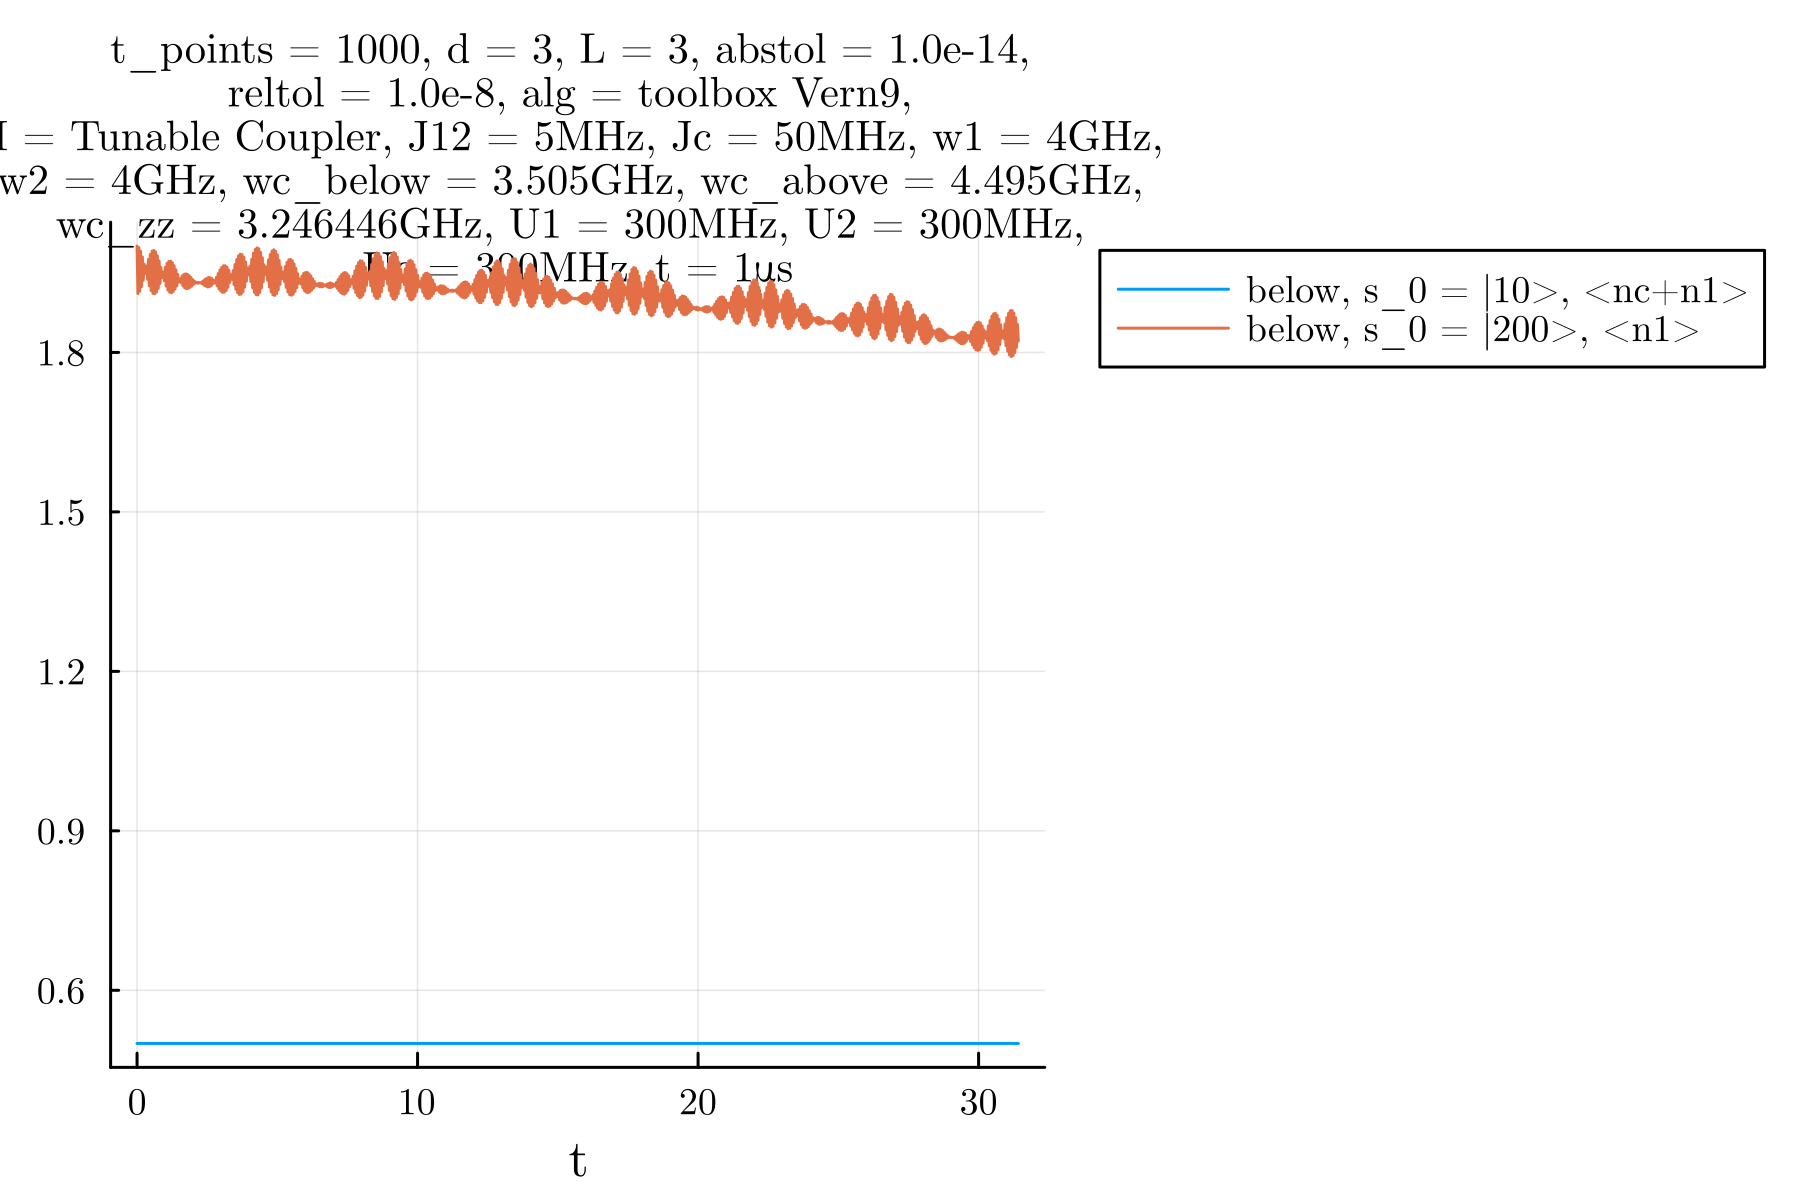 t_points = 1000, d = 3, L = 3, abstol = 1.0e-14,
reltol = 1.0e-8, alg = toolbox Vern9,
= Tunable Coupler, J12 = 5MHz, Jc = 50MHz, w1 = 4GHz,
w2 = 4GHz, wc_below = 3.505GHz, wc_above = 4.495GHz,
wc_zz = 3.246446GHz, U1 = 300MHz, U2 = 300MHz,
= 300MHz, t = 1μs
below, s_0 = |10>, <nc+n1>
below, s_0 = |200>, <n1>
1.8
1.5
1.2
0.9
0.6
0 10 20 30
t